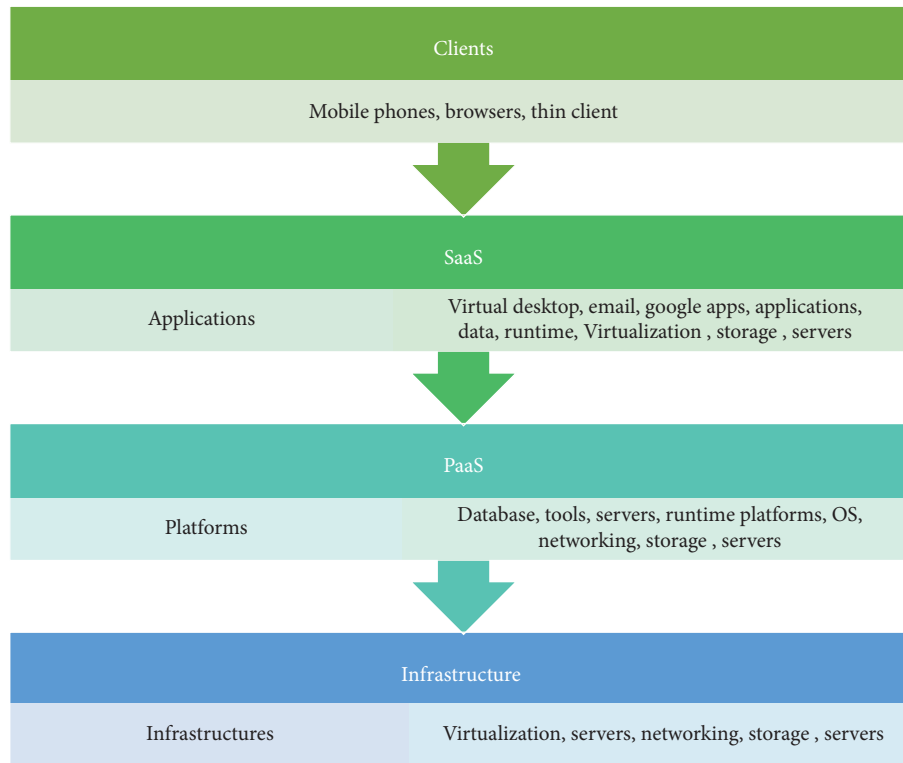 Clients
Mobile phones, browsers, thin client
SaaS
Applications
Virtual desktop, email, google apps, applications,
data, runtime, Virtualization , storage , servers
PaaS
Platforms
Database, tools, servers, runtime platforms, OS,
networking, storage , servers
Infrastructure
Infrastructures
Virtualization, servers, networking, storage , servers